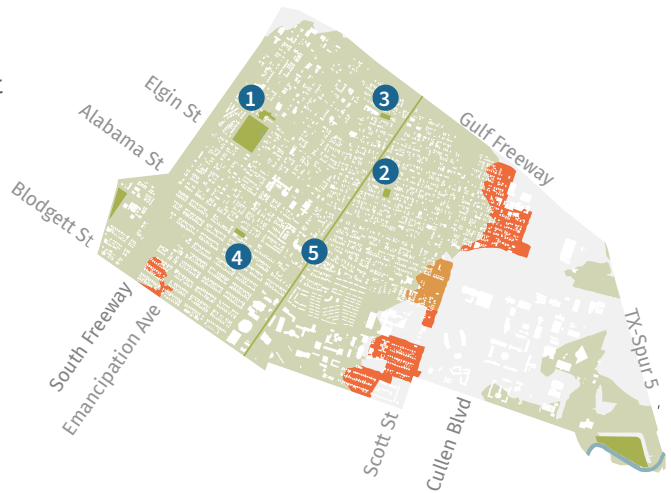 1
3
Elgin St
Gulf Freeway
Alabama St
2
Blodgett St
4
5
South Freeway
Emancipation Ave
TX-Spur 5
Scott St
Cullen Blvd